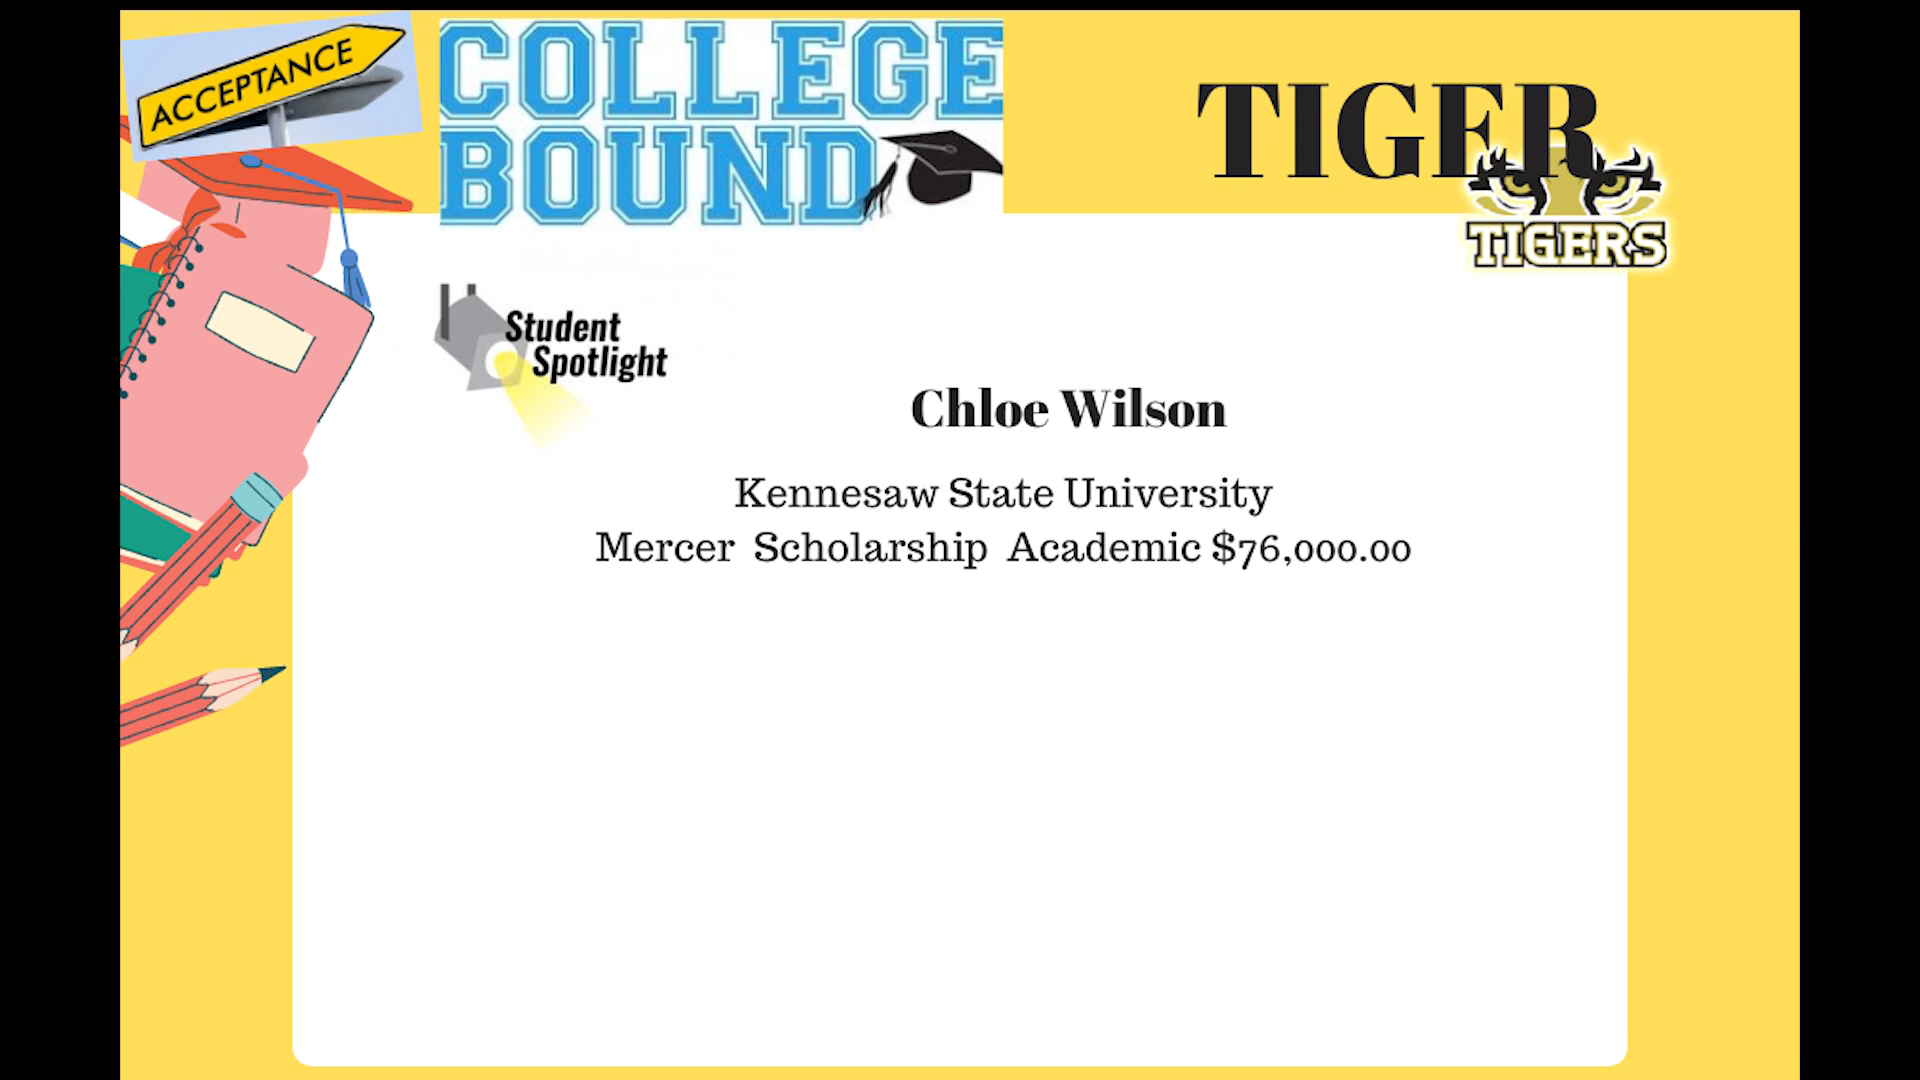 ACCEPTANCE
COLLEGE
BOUND
TIGER
TIGERS
Student
Spotlight
Chloe Wilson
Kennesaw State University
Mercer Scholarship Academic $76,000.00